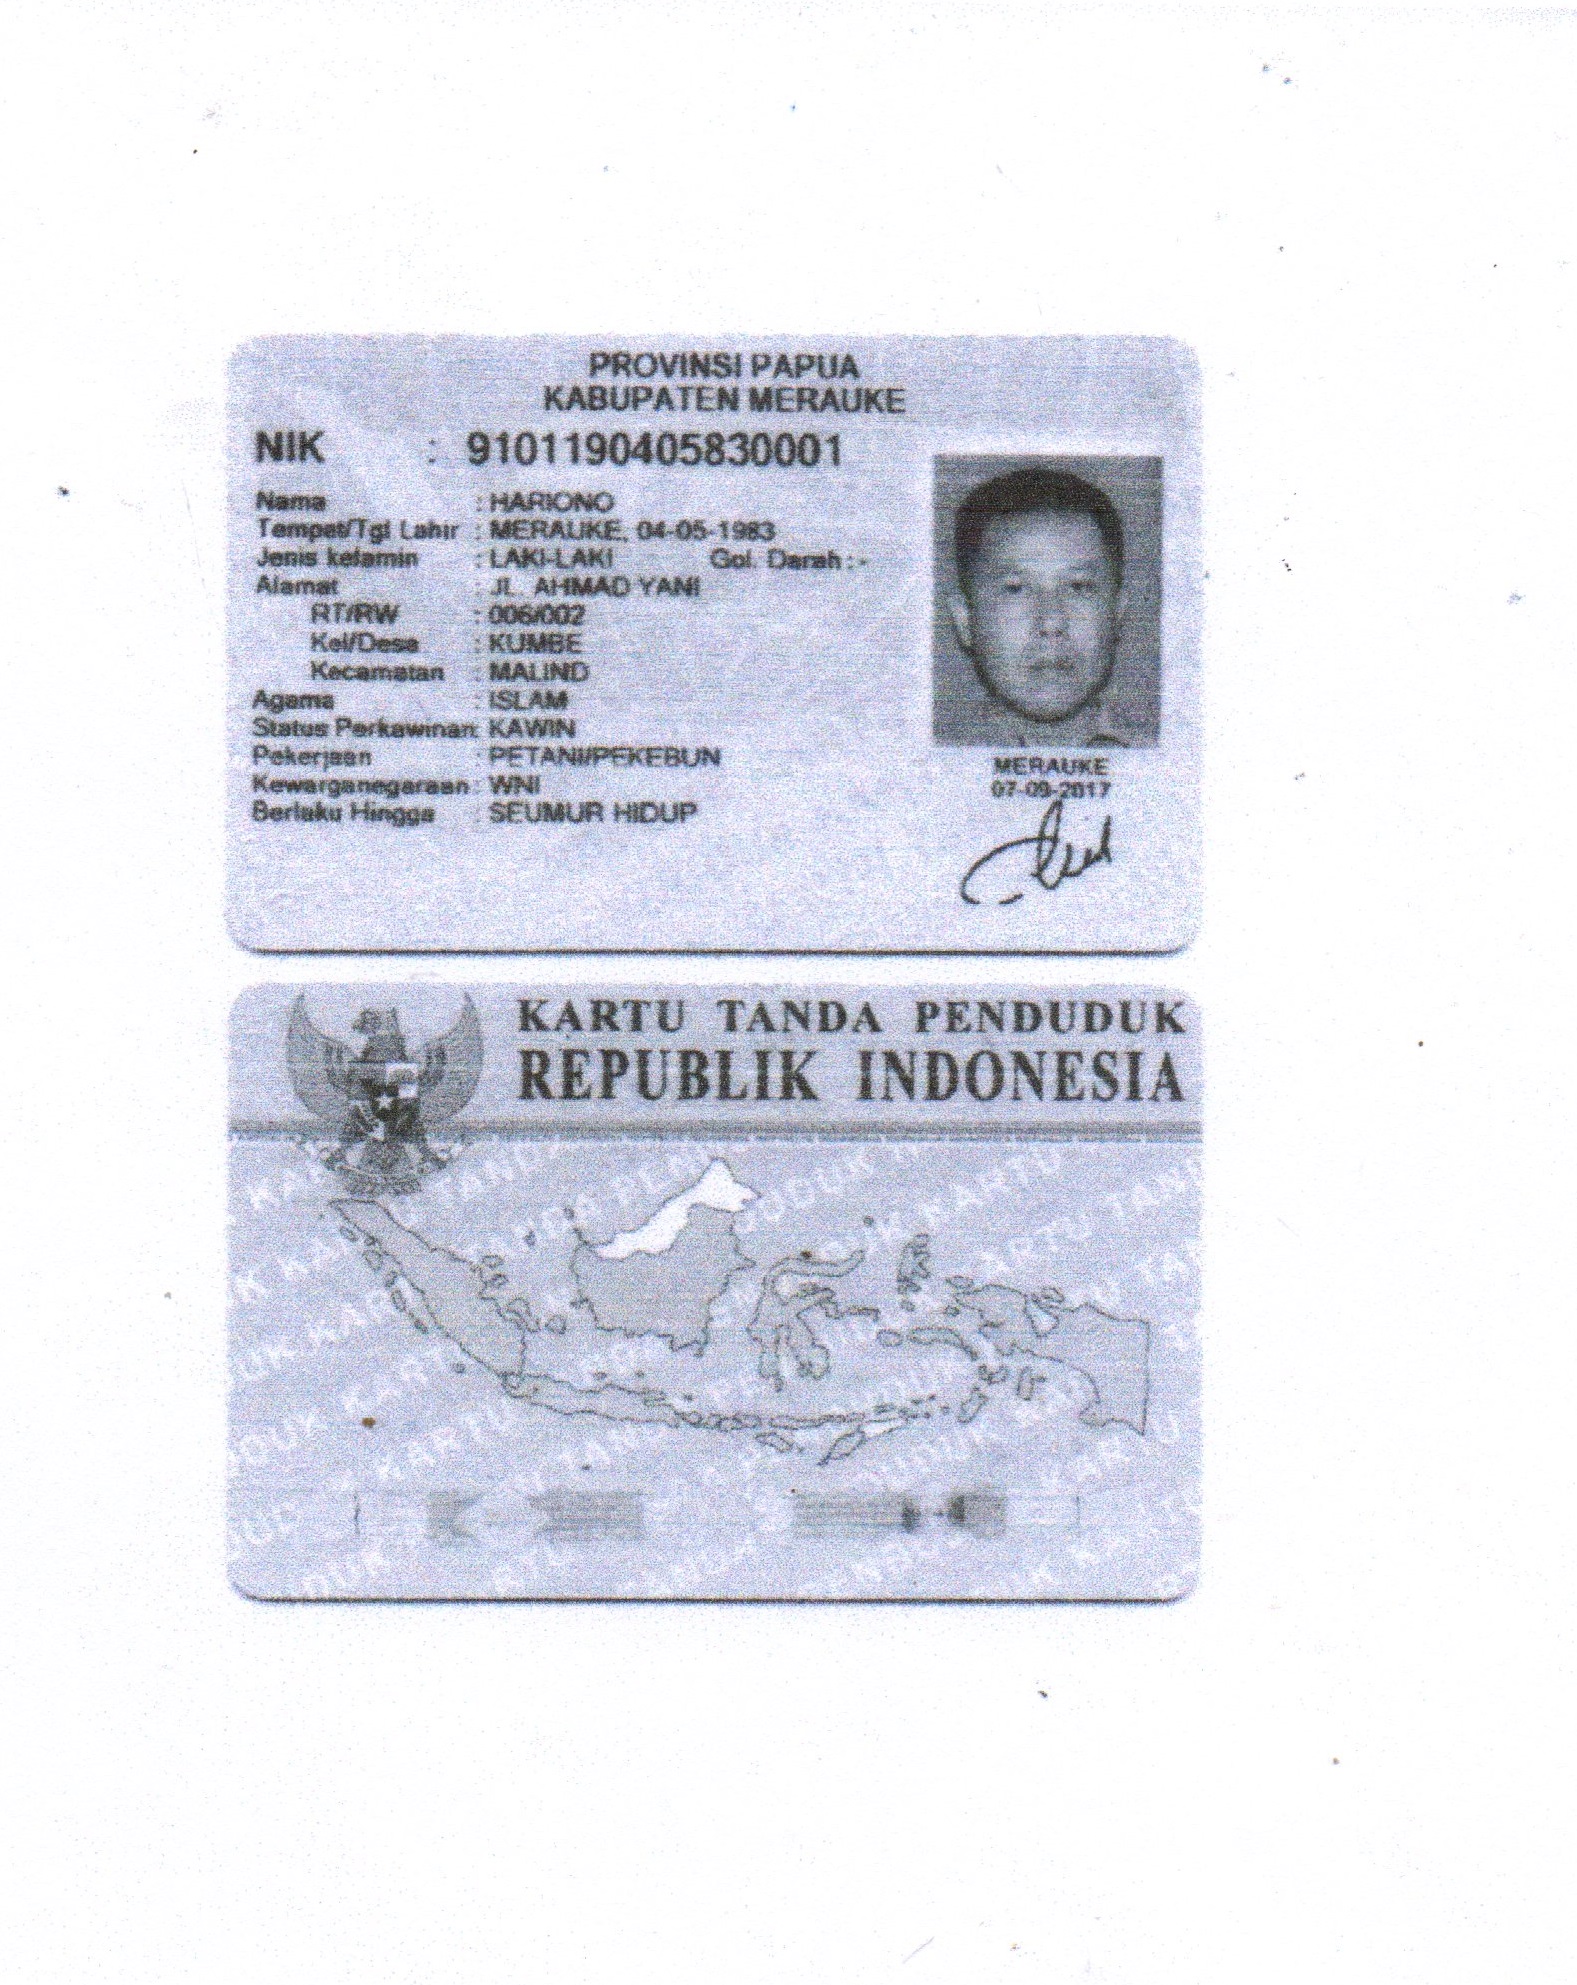 PROVINSI PAPUA
KABUPATEN MERAUKE
NIK : 9101190405830001
Nama : HARIONO
Tempat/Tgl Lahir : MERAUKE, 04-05-1983
Jenis kelamin : LAKI-LAKI Gol. Darah : -
Alamat : JL. AHMAD YANI
RT/RW : 006/002
Kel/Desa : KUMBE
Kecamatan : MALIND
Agama : ISLAM
Status Perkawinan: KAWIN
Pekerjaan : PETANI/PEKEBUN
Kewarganegaraan : WNI
Berlaku Hingga : SEUMUR HIDUP
MERAUKE
07-09-2017
KARTU TANDA PENDUDUK
REPUBLIK INDONESIA